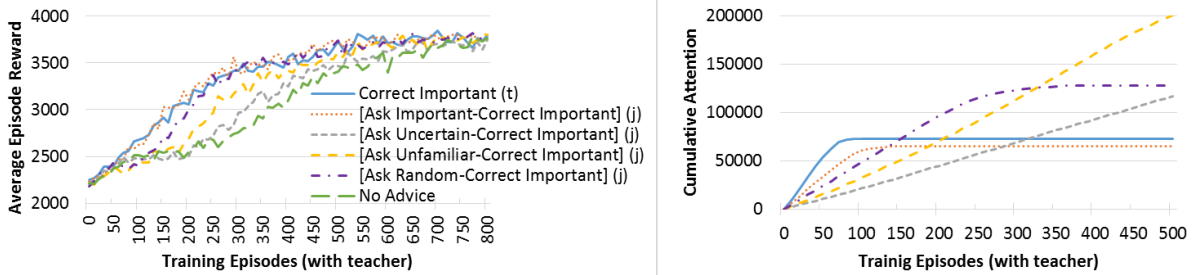 Average Episode Reward
4000
3500
3000
2500
2000
Correct Important (t)
[Ask Important-Correct Important] (j)
[Ask Uncertain-Correct Important] (j)
[Ask Unfamiliar-Correct Important] (j)
[Ask Random-Correct Important] (j)
No Advice
0 50 100 150 200 250 300 350 400 450 500 550 600 650 700 750 800
Training Episodes (with teacher)
Cumulative Attention
200000
150000
100000
50000
0
0 50 100 150 200 250 300 350 400 450 500
Trainig Episodes (with teacher)